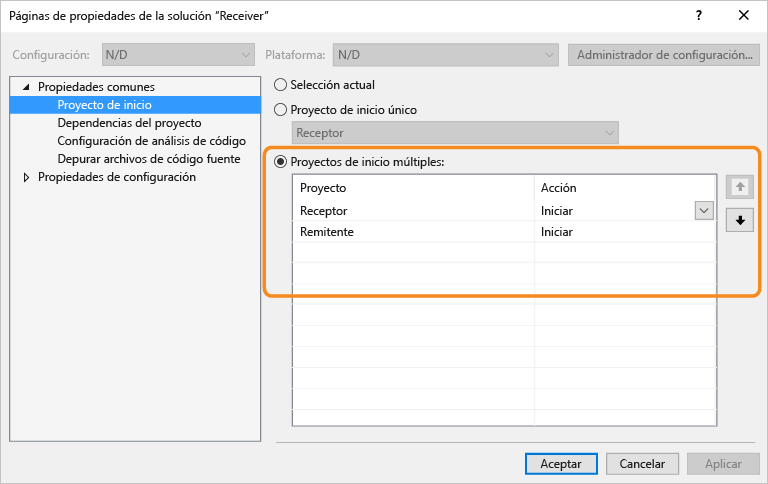 Páginas de propiedades de la solución “Receiver”
?
Configuración: N/D Plataforma: N/D Administrador de configuración...
Propiedades comunes
Proyecto de inicio
Dependencias del proyecto
Configuración de análisis de código
Depurar archivos de código fuente
Propiedades de configuración
Selección actual
Proyecto de inicio único
Receptor
Proyectos de inicio múltiples:
Proyecto Acción
Receptor Iniciar
Remitente Iniciar
Aceptar Cancelar Aplicar